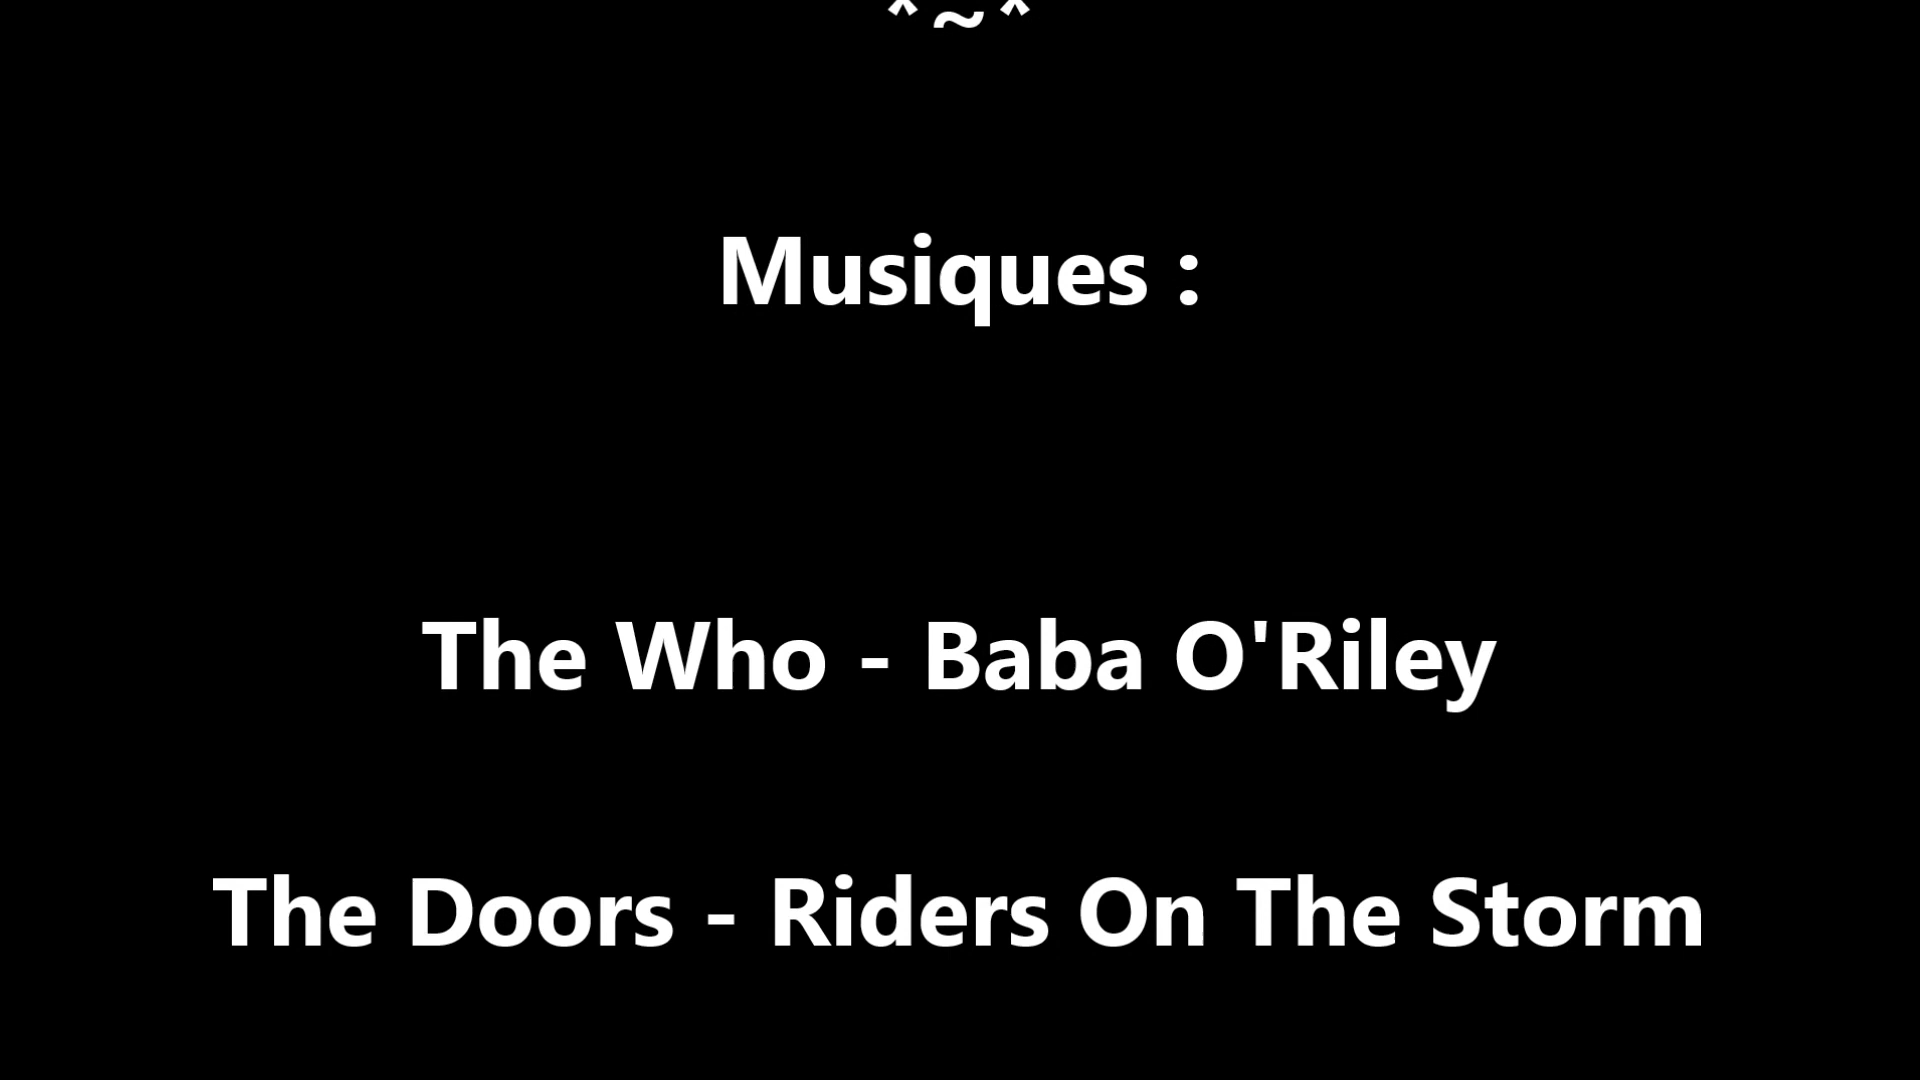 *~*
Musiques :
The Who - Baba O'Riley
The Doors - Riders On The Storm